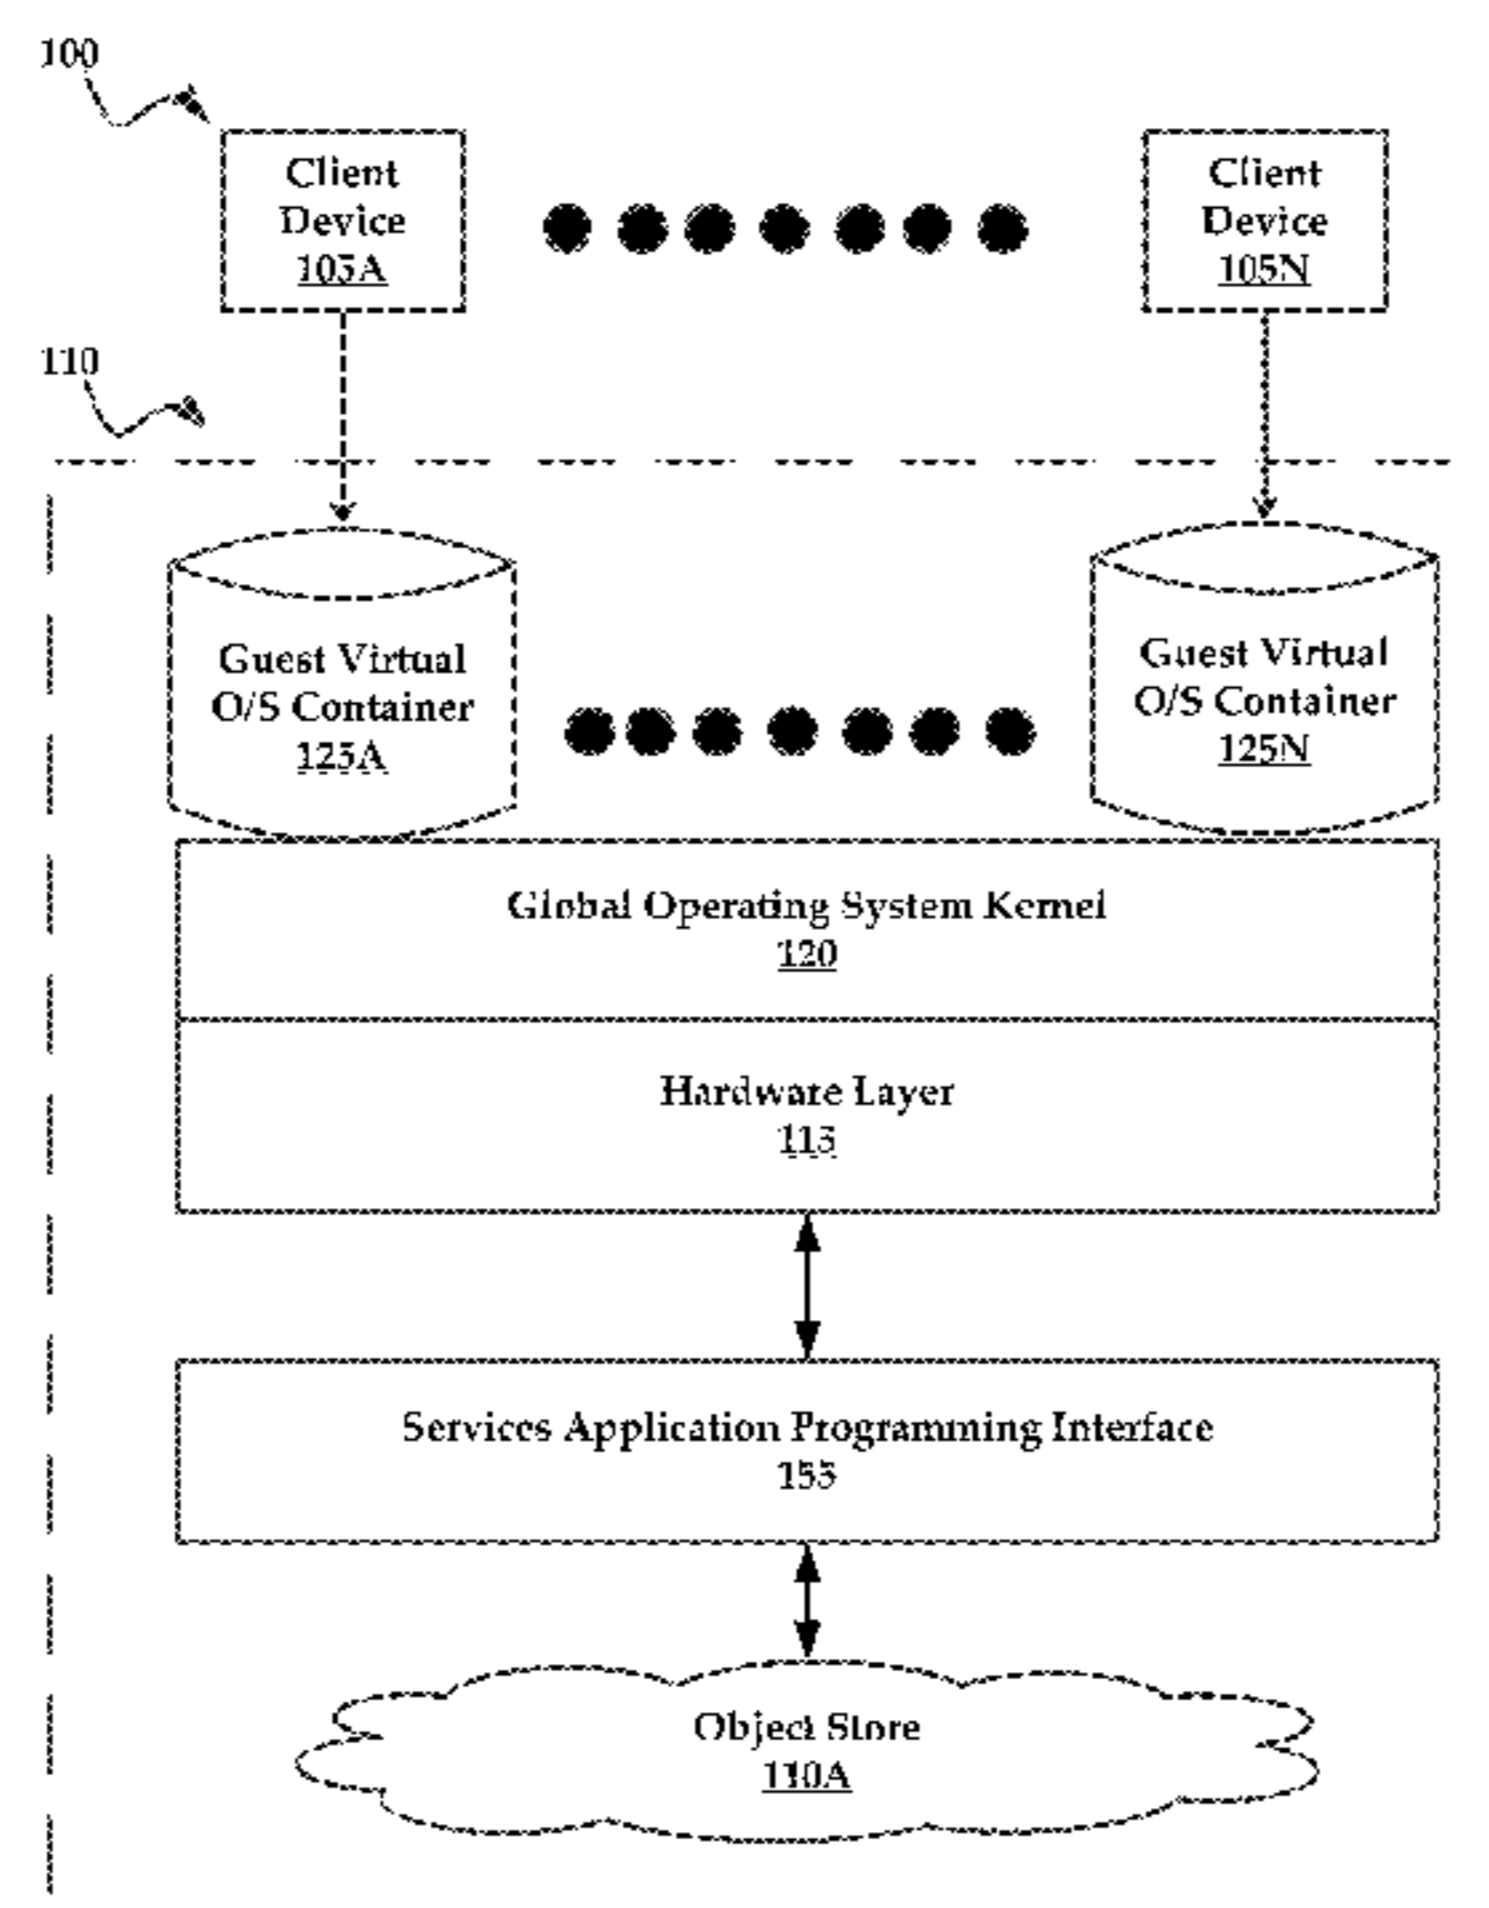 100
Client
Device
105A
Client
Device
105N
110
Guest Virtual
O/S Container
125A
Guest Virtual
O/S Container
125N
Global Operating System Kernel
120
Hardware Layer
115
Services Application Programming Interface
155
Object Store
110A